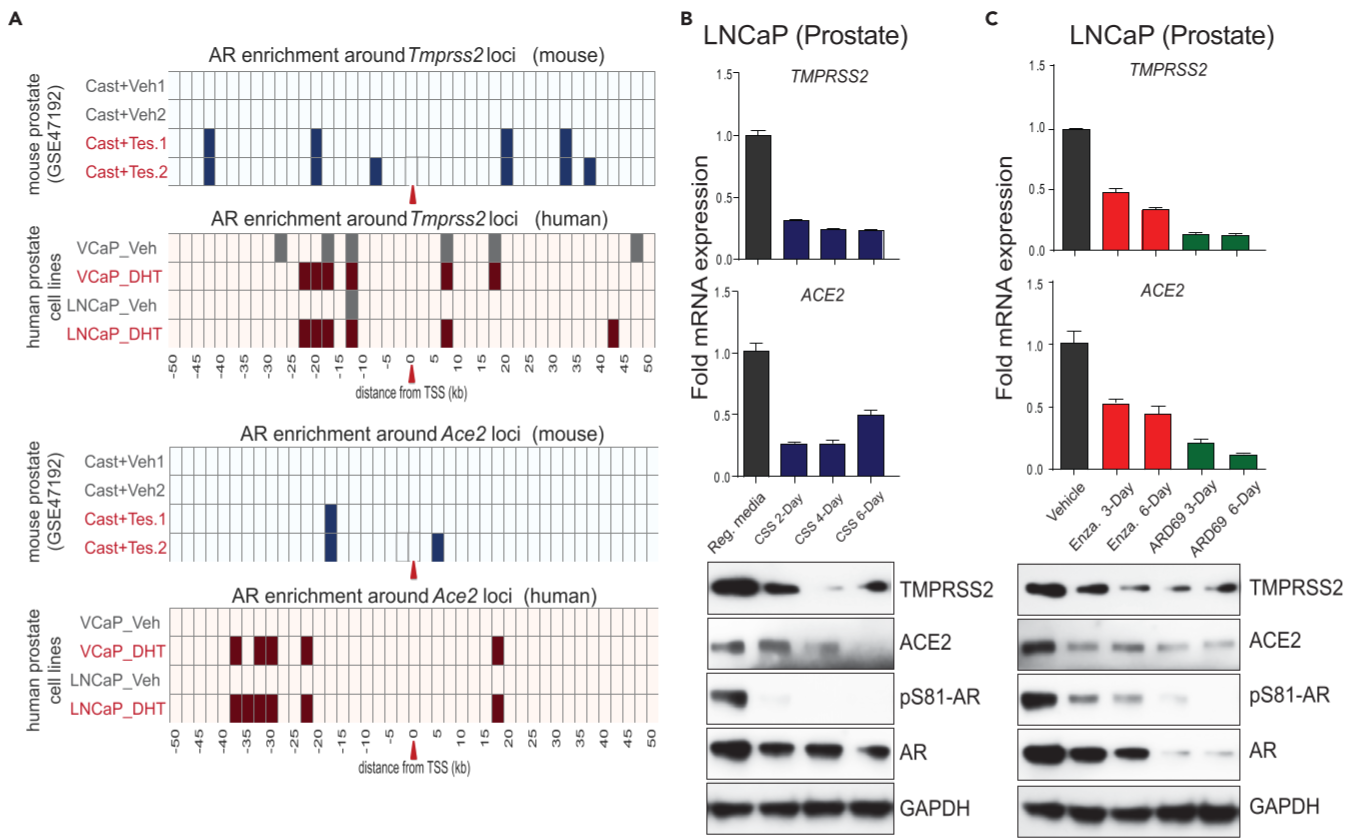 A
AR enrichment around Tmprss2 loci (mouse)
mouse prostate
(GSE47192)
Cast+Veh1
Cast+Veh2
Cast+Tes.1
Cast+Tes.2
AR enrichment around Tmprss2 loci (human)
human prostate
cell lines
VCaP_Veh
VCaP_DHT
LNCaP_Veh
LNCaP_DHT
-50 -45 -35 -30 -25 -20 -15 -10 -5 0 5 10 15 20 25 30 35 40 45 50
distance from TSS (kb)
AR enrichment around Ace2 loci (mouse)
mouse prostate
(GSE47192)
Cast+Veh1
Cast+Veh2
Cast+Tes.1
Cast+Tes.2
AR enrichment around Ace2 loci (human)
human prostate
cell lines
VCaP_Veh
VCaP_DHT
LNCaP_Veh
LNCaP_DHT
-50 -45 -35 -30 -25 -20 -15 -10 -5 0 5 10 15 20 25 30 35 40 45 50
distance from TSS (kb)
B
LNCaP (Prostate)
Fold mRNA expression
TMPRSS2
1.5
1.0
0.5
0.0
ACE2
1.5
1.0
0.5
0.0
Reg. media
CSS 2-Day
CSS 4-Day
CSS 6-Day
TMPRSS2
ACE2
pS81-AR
AR
GAPDH
C
LNCaP (Prostate)
Fold mRNA expression
TMPRSS2
1.5
1.0
0.5
0.0
ACE2
1.5
1.0
0.5
0.0
Vehicle
Enza. 3-Day
Enza. 6-Day
ARD69 3-Day
ARD69 6-Day
TMPRSS2
ACE2
pS81-AR
AR
GAPDH